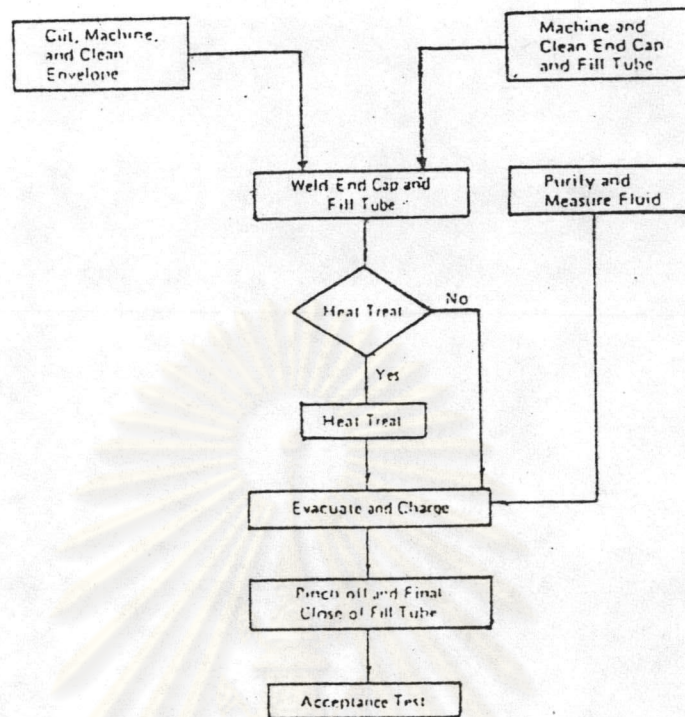 Cut, Machine,
and Clean
Envelope
Machine and
Clean End Cap
and Fill Tube
Weld End Cap and
Fill Tube
Purify and
Measure Fluid
Heat Treat
No
Yes
Heat Treat
Evacuate and Charge
Pinch off and Final
Close of Fill Tube
Acceptance Test